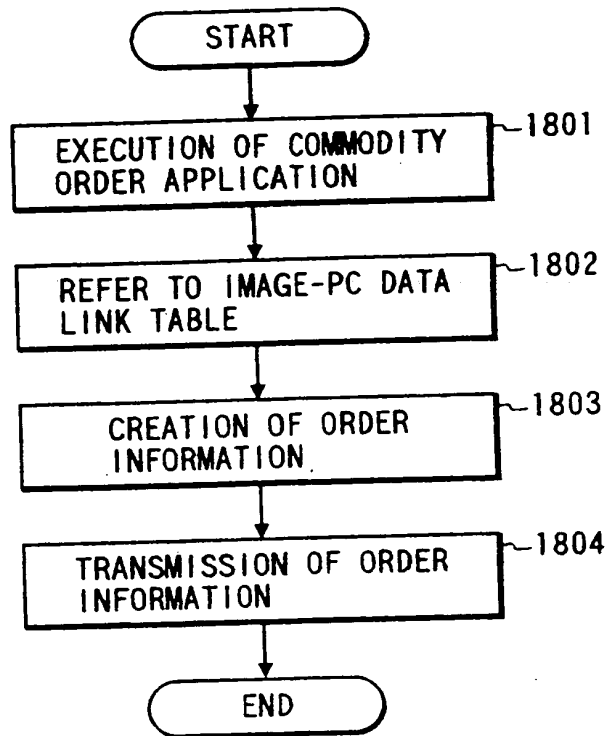 START
EXECUTION OF COMMODITY
ORDER APPLICATION
1801
REFER TO IMAGE-PC DATA
LINK TABLE
1802
CREATION OF ORDER
INFORMATION
1803
TRANSMISSION OF ORDER
INFORMATION
1804
END